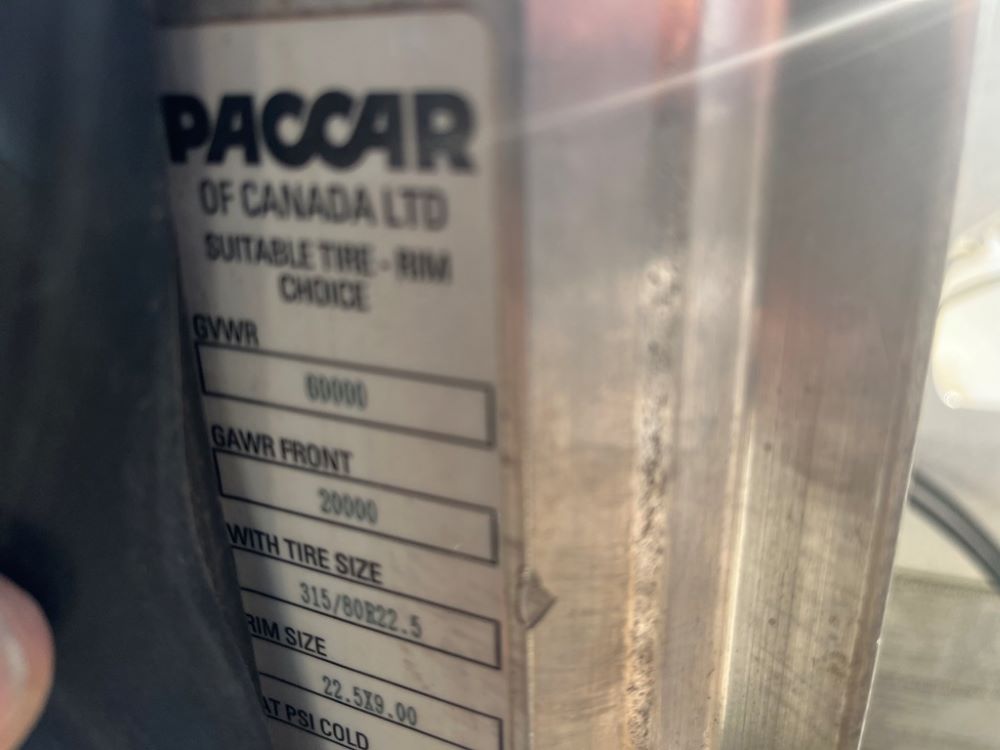 PACCAR
OF CANADA LTD
SUITABLE TIRE - RIM
CHOICE
GVWR
60000
GAWR FRONT
20000
WITH TIRE SIZE
315/80R22.5
RIM SIZE
22.5X9.00
AT PSI COLD